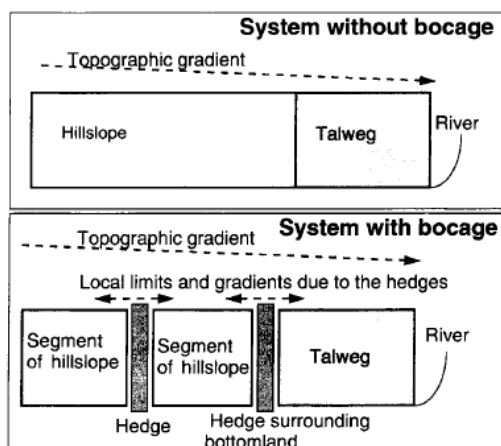 System without bocage
Topographic gradient
Hillslope
Talweg
River
System with bocage
Topographic gradient
Local limits and gradients due to the hedges
Segment
of hillslope
Segment
of hillslope
Talweg
River
Hedge
Hedge surrounding
bottomland